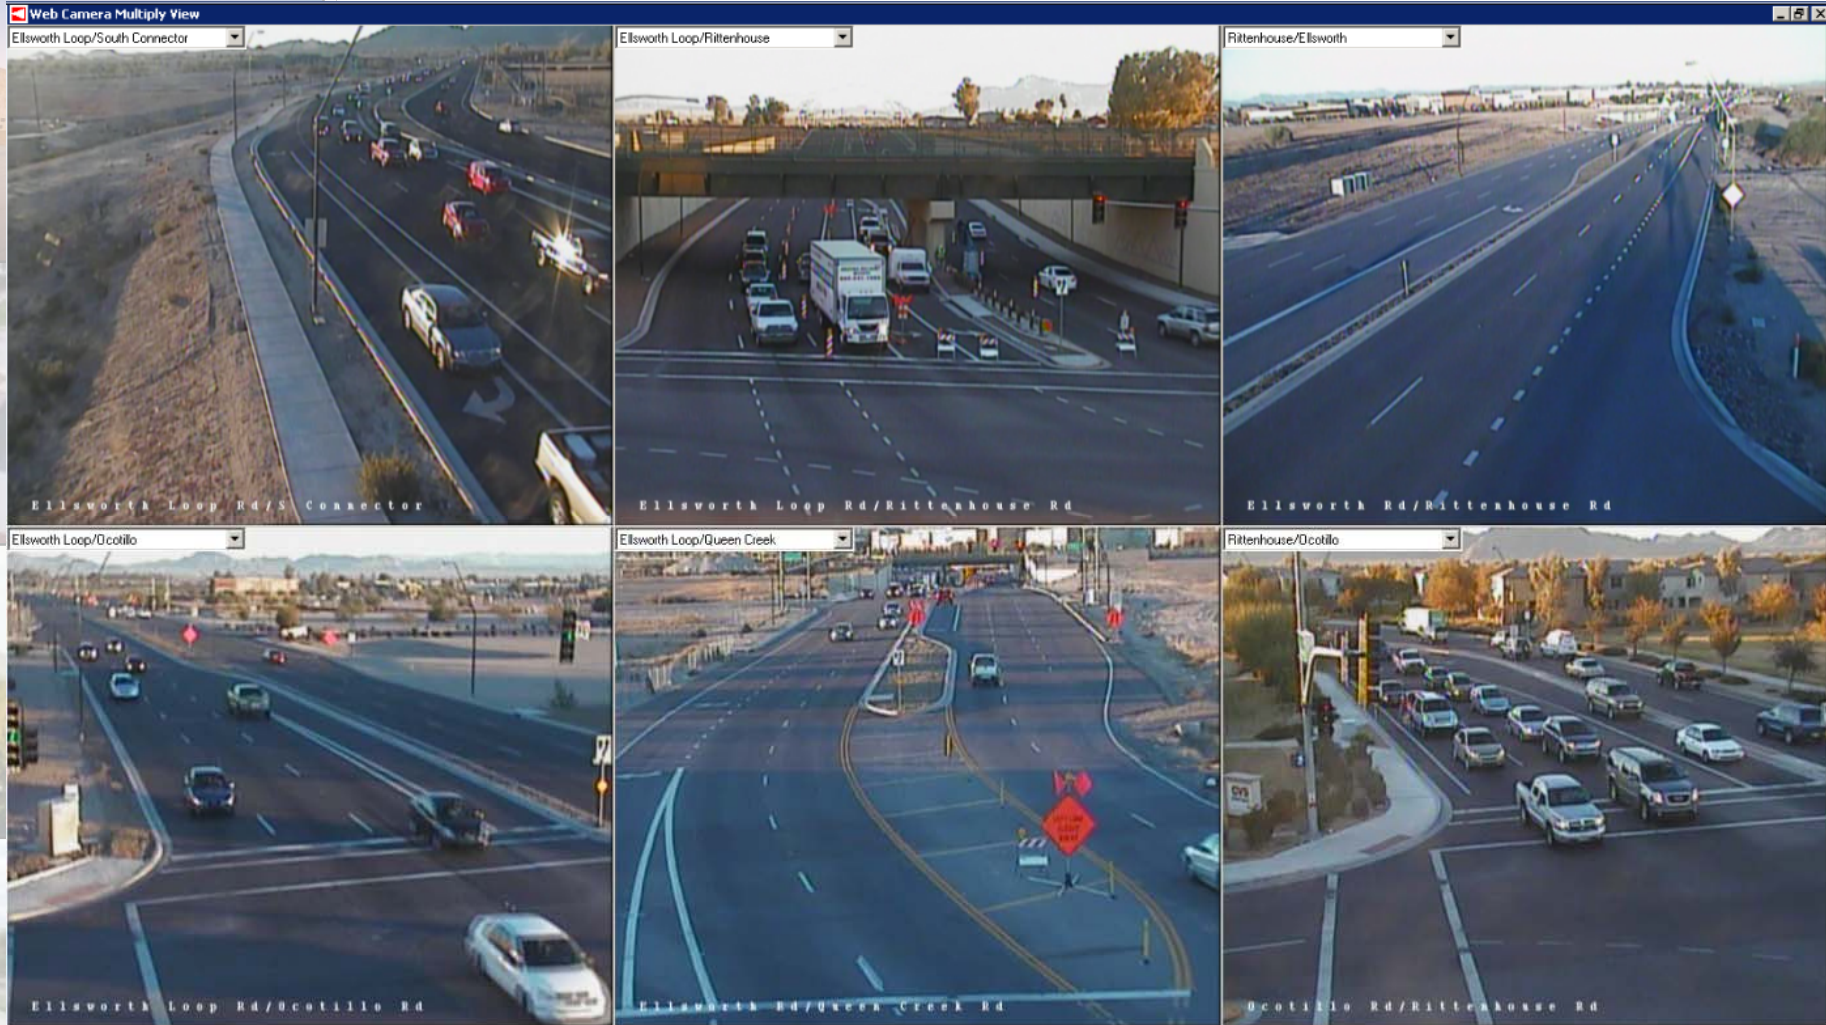 Web Camera Multiply View
Ellsworth Loop/South Connector
Ellsworth Loop/Rittenhouse
Rittenhouse/Ellsworth
Ellsworth Loop Rd/S Connector
Ellsworth Loop Rd/Rittenhouse Rd
Ellsworth Rd/Rittenhouse Rd
Ellsworth Loop/Ocotillo
Ellsworth Loop/Queen Creek
Rittenhouse/Ocotillo
CVS
Ellsworth Loop Rd/Ocotillo Rd
Ellsworth Rd/Queen Creek Rd
Ocotillo Rd/Rittenhouse Rd